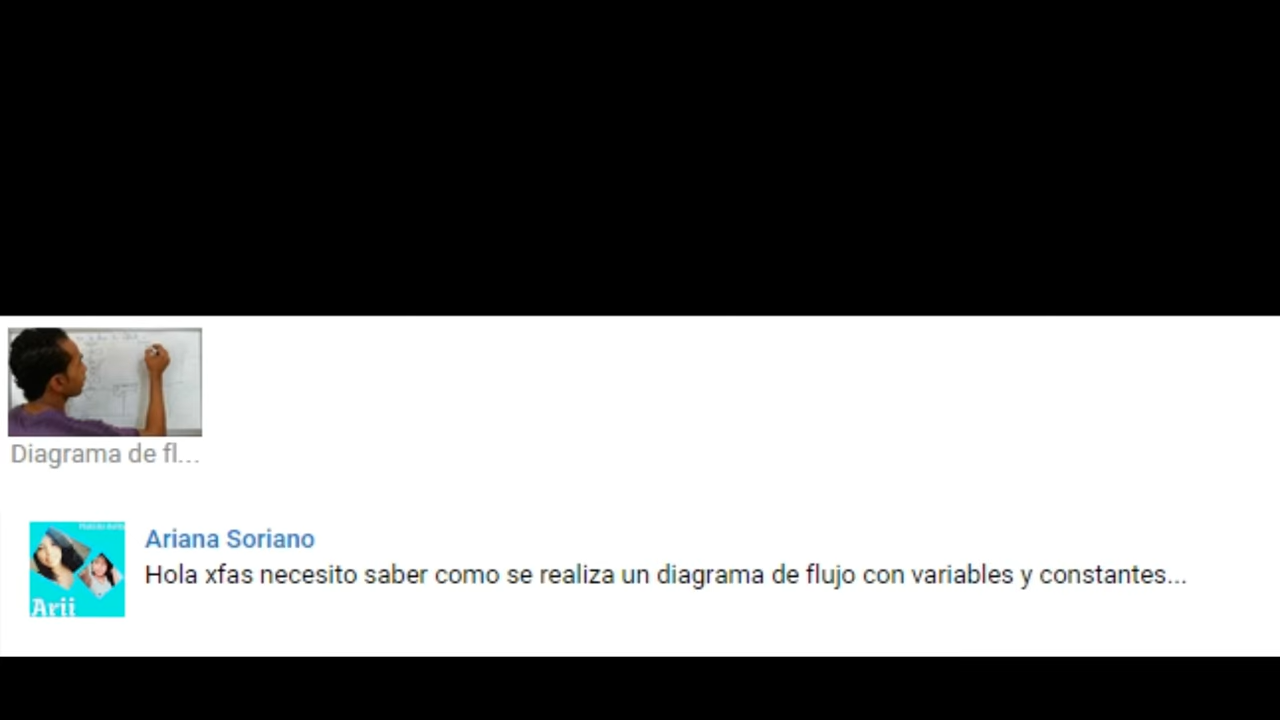 Diagrama de fl...
Ariana Soriano
Hola xfas necesito saber como se realiza un diagrama de flujo con variables y constantes...
Arii